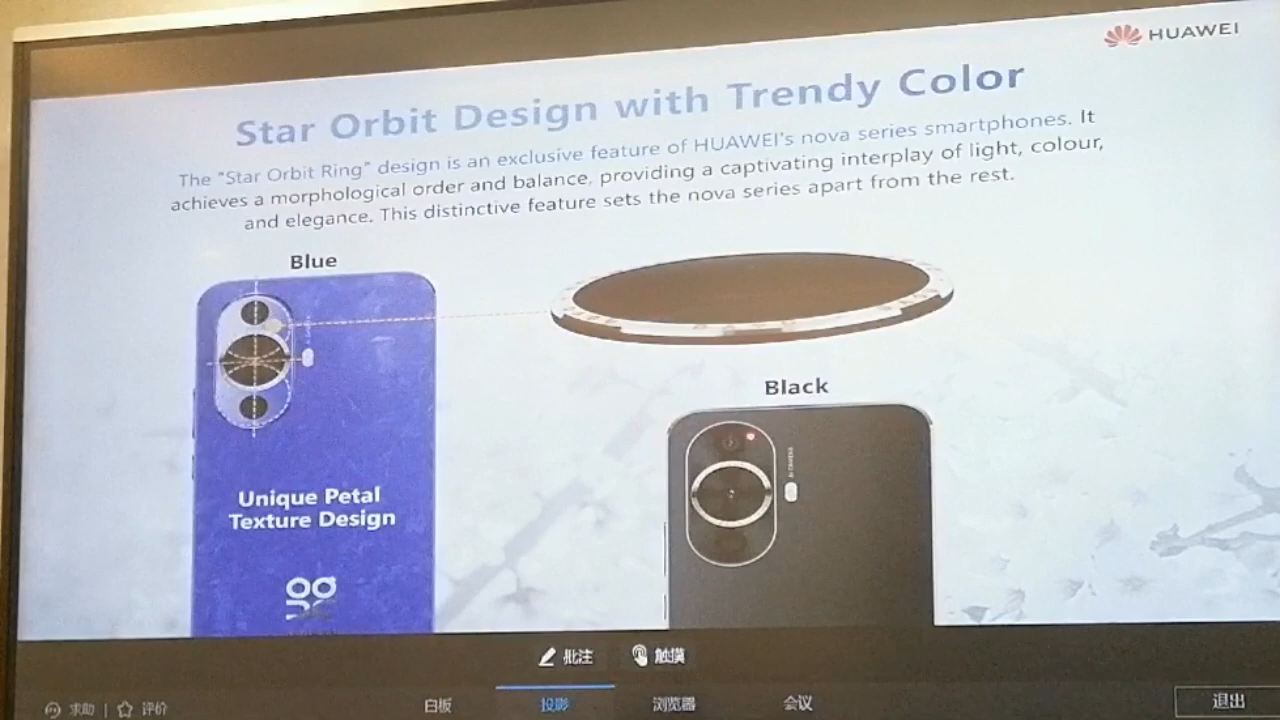 HUAWEI
Star Orbit Design with Trendy Color
The "Star Orbit Ring" design is an exclusive feature of HUAWEI's nova series smartphones. It
achieves a morphological order and balance, providing a captivating interplay of light, colour,
and elegance. This distinctive feature sets the nova series apart from the rest.
Blue
Black
AI CAMERA
Unique Petal
Texture Design
批注
触摸
求助 | 评价
白板
投影
浏览器
会议
退出